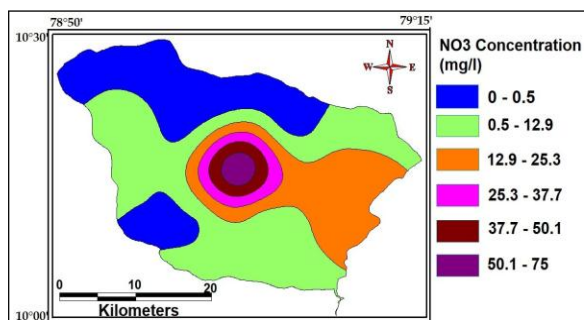 78°50' 79°15'
10°30'
N
W E
S
NO3 Concentration
(mg/l)
0 - 0.5
0.5 - 12.9
12.9 - 25.3
25.3 - 37.7
37.7 - 50.1
50.1 - 75
0 10 20
Kilometers
10°00'